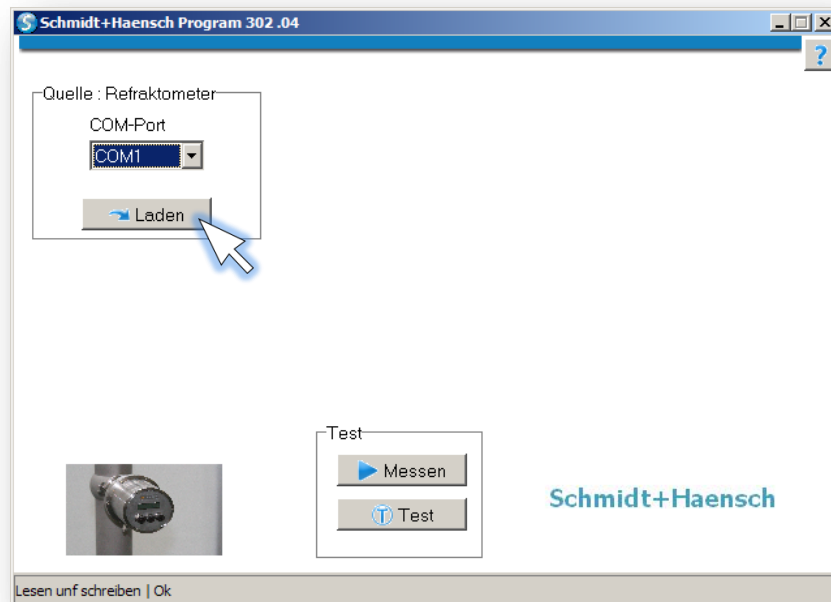 Schmidt+Haensch Program 302 .04
?
Quelle : Refraktometer
COM-Port
COM1
Laden
Test
Messen
T Test
Schmidt+Haensch
Lesen unf schreiben | Ok